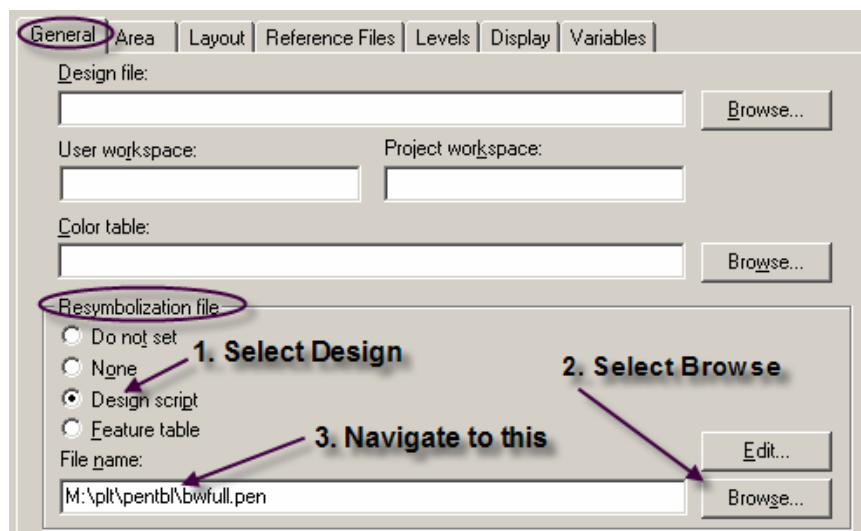 General Area Layout Reference Files Levels Display Variables
Design file:
Browse...
User workspace: Project workspace:
Color table:
Browse...
Resymbolization file
Do not set
1. Select Design
None
2. Select Browse
Design script
Feature table
3. Navigate to this
Edit...
File name:
M:\plt\pentbl\bwfull.pen
Browse...